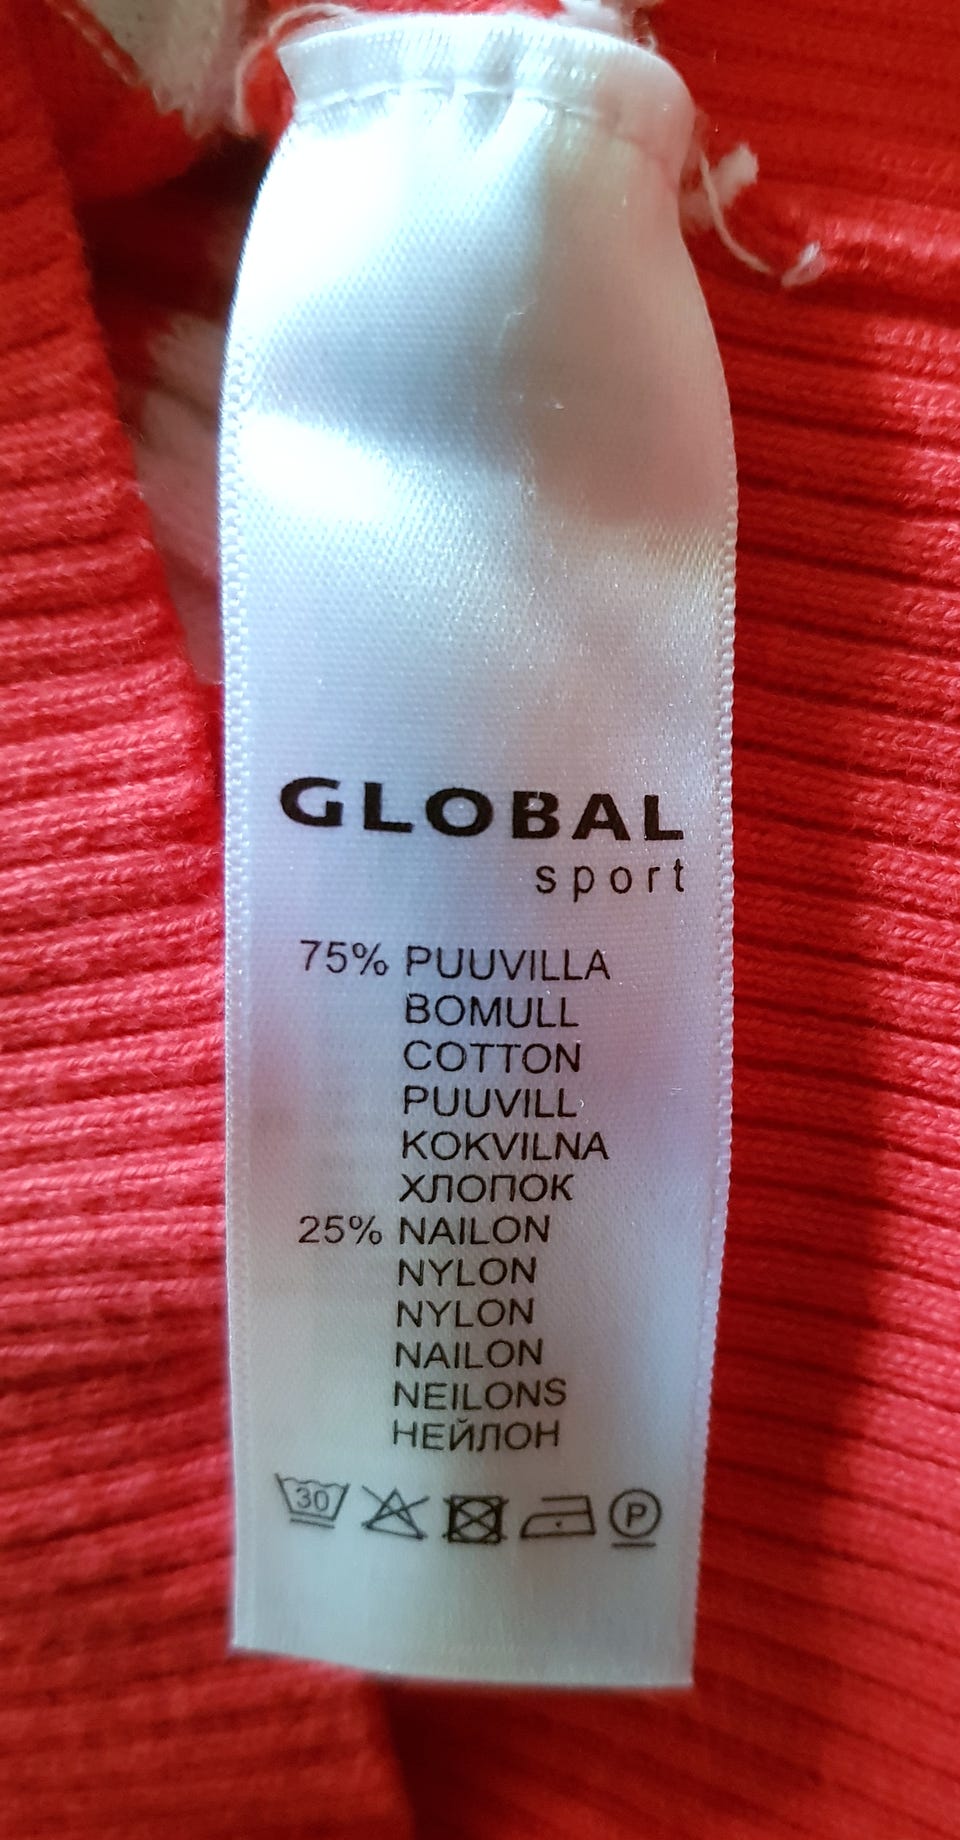 GLOBAL
sport
75% PUUVILLA
BOMULL
COTTON
PUUVILL
KOKVILNA
ХЛОПОК
25% NAILON
NYLON
NYLON
NAILON
NEILONS
НЕЙЛОН
30 P